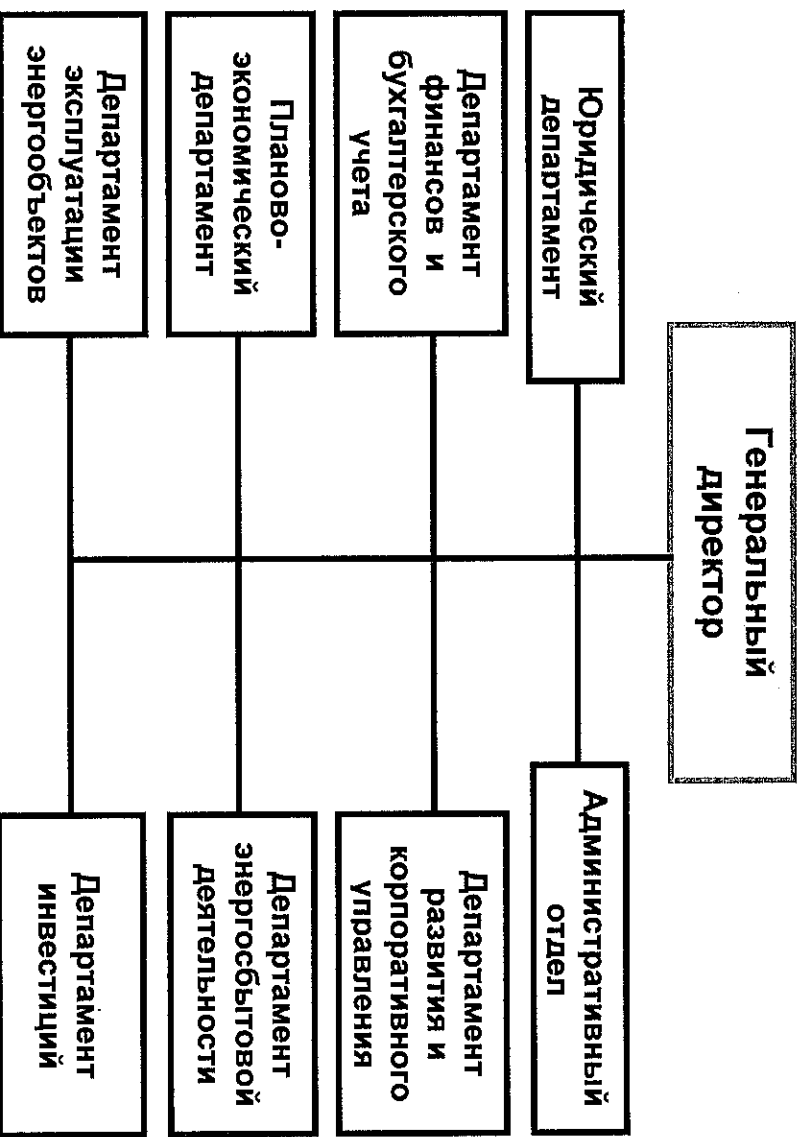 Генеральный
директор
Юридический
департамент
Административный
отдел
Департамент
финансов и
бухгалтерского
учета
Департамент
развития и
корпоративного
управления
Планово-
экономический
департамент
Департамент
энергосбытовой
деятельности
Департамент
эксплуатации
энергообъектов
Департамент
инвестиций